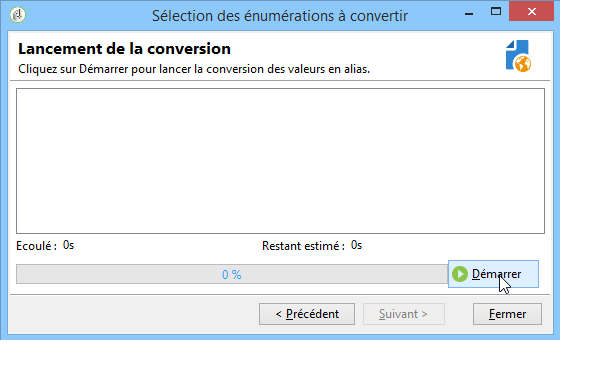 Sélection des énumérations à convertir
Lancement de la conversion
Cliquez sur Démarrer pour lancer la conversion des valeurs en alias.
Ecoulé : 0s Restant estimé : 0s
0 % Démarrer
< Précédent Suivant > Fermer